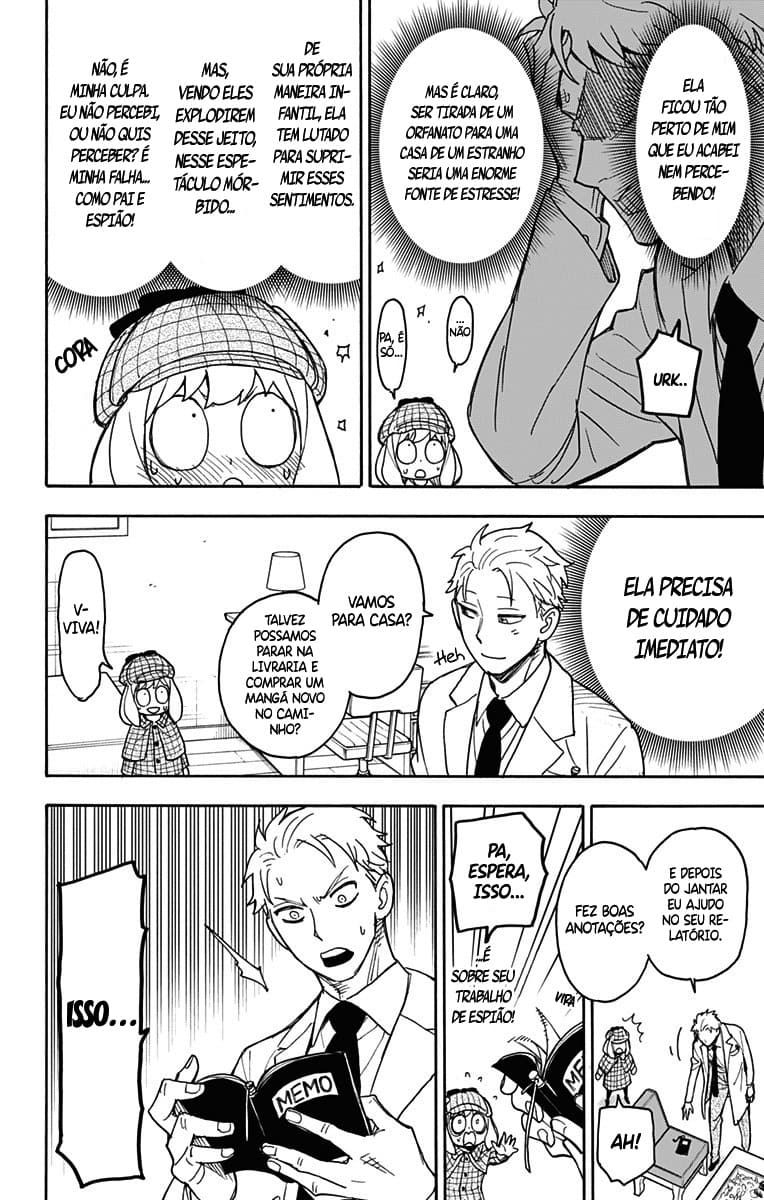 ELA
FICOU TÃO
PERTO DE MIM
QUE EU ACABEI
NEM PERCE-
BENDO!
MAS É CLARO,
SER TIRADA DE UM
ORFANATO PARA UMA
CASA DE UM ESTRANHO
SERIA UMA ENORME
FONTE DE ESTRESSE!
URK..
...
NÃO
PA, É
SÓ...
DE
SUA PRÓPRIA
MANEIRA IN-
FANTIL, ELA
TEM LUTADO
PARA SUPRI-
MIR ESSES
SENTIMENTOS.
MAS,
VENDO ELES
EXPLODIREM
DESSE JEITO,
NESSE ESPE-
TÁCULO MÓR-
BIDO...
NÃO, É
MINHA CULPA.
EU NÃO PERCEBI,
OU NÃO QUIS
PERCEBER? É
MINHA FALHA...
COMO PAI E
ESPIÃO!
CORA
ELA PRECISA
DE CUIDADO
IMEDIATO!
Heh
VAMOS
PARA CASA?
TALVEZ
POSSAMOS
PARAR NA
LIVRARIA E
COMPRAR UM
MANGÁ NOVO
NO CAMI-
NHO?
V-
VIVA!
E DEPOIS
DO JANTAR
EU AJUDO
NO SEU RE-
LATÓRIO.
FEZ BOAS
ANOTAÇÕES?
AH!
PA,
ESPERA,
ISSO...
...É
SOBRE SEU
TRABALHO
DE ESPIÃO!
VIRA
MEMO
MEMO
ISSO...